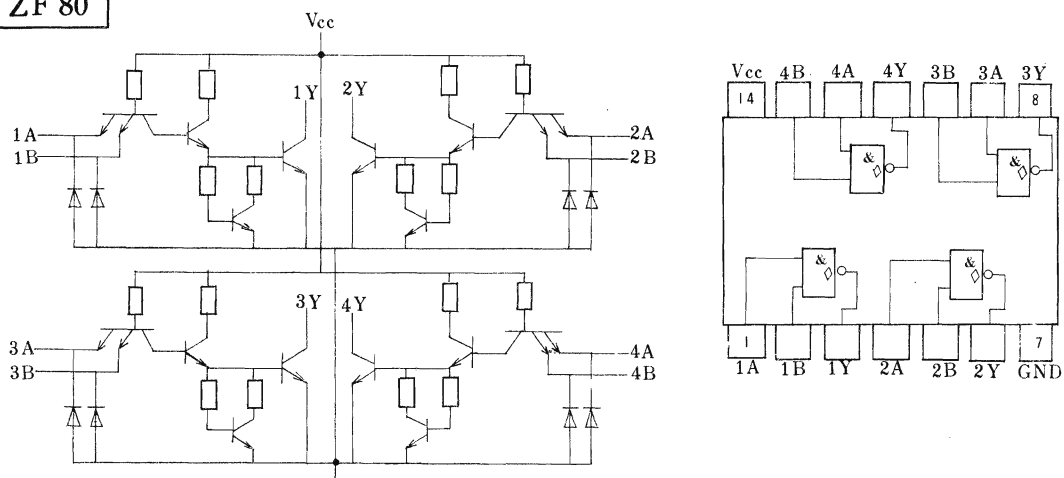 ZF 80
Vcc
1Y 2Y
1A 2A
1B 2B
3Y 4Y
3A 4A
3B 4B
Vcc 4B 4A 4Y 3B 3A 3Y
14 8
& &
& &
1 7
1A 1B 1Y 2A 2B 2Y GND